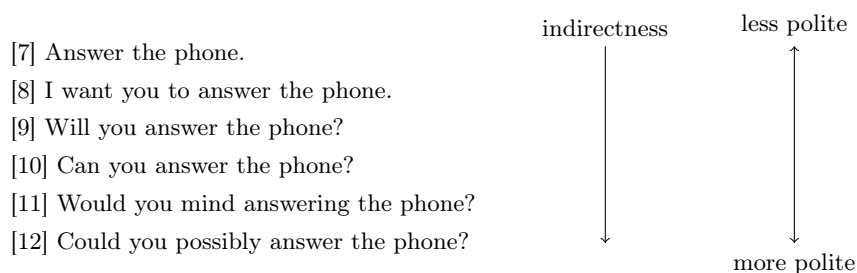 indirectness
less polite
[7] Answer the phone.
[8] I want you to answer the phone.
[9] Will you answer the phone?
[10] Can you answer the phone?
[11] Would you mind answering the phone?
[12] Could you possibly answer the phone?
more polite